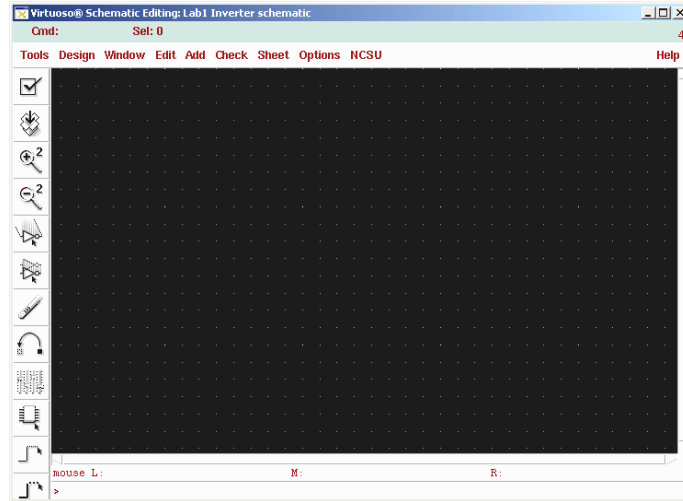 Virtuoso® Schematic Editing: Lab1 Inverter schematic
Cmd: Sel: 0
4
Tools Design Window Edit Add Check Sheet Options NCSU Help
2
2
mouse L: M: R:
>